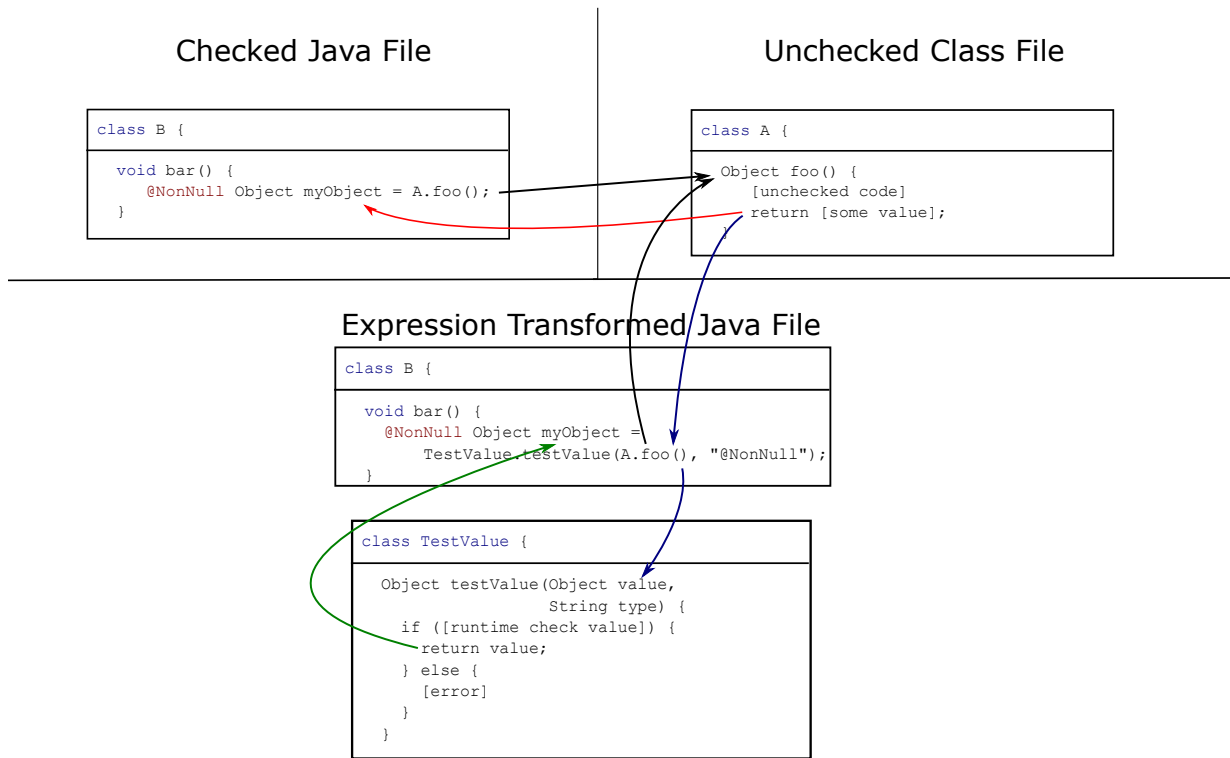 Checked Java File
class B {
void bar() {
@NonNull Object myObject = A.foo();
}
Unchecked Class File
class A {
Object foo() {
[unchecked code]
return [some value];
}
Expression Transformed Java File
class B {
void bar() {
@NonNull Object myObject =
TestValue.testValue(A.foo(), "@NonNull");
}
class TestValue {
Object testValue(Object value,
String type) {
if ([runtime check value]) {
return value;
} else {
[error]
}
}